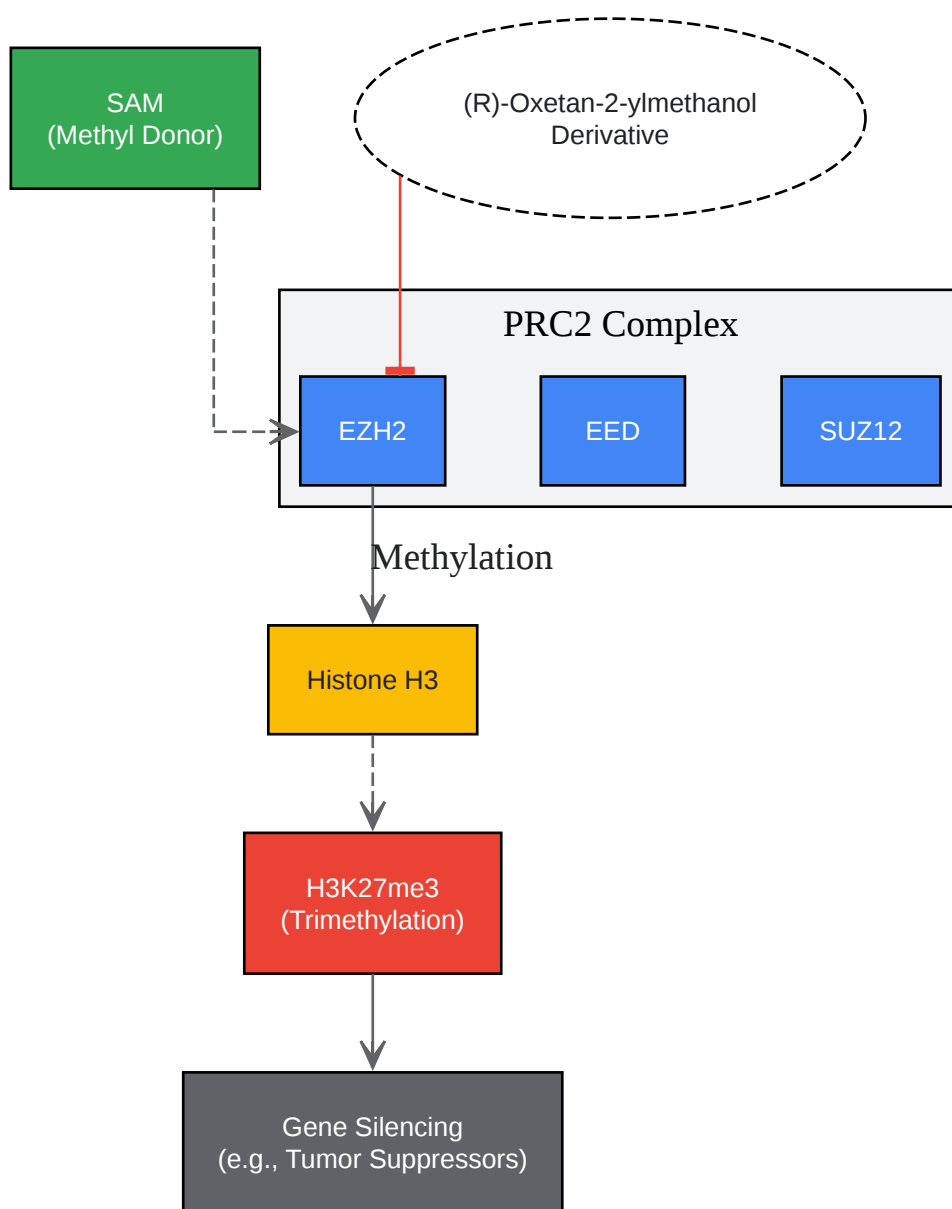 SAM
(Methyl Donor)
(R)-Oxetan-2-ylmethanol
Derivative
PRC2 Complex
EZH2
EED
SUZ12
Methylation
Histone H3
H3K27me3
(Trimethylation)
Gene Silencing
(e.g., Tumor Suppressors)